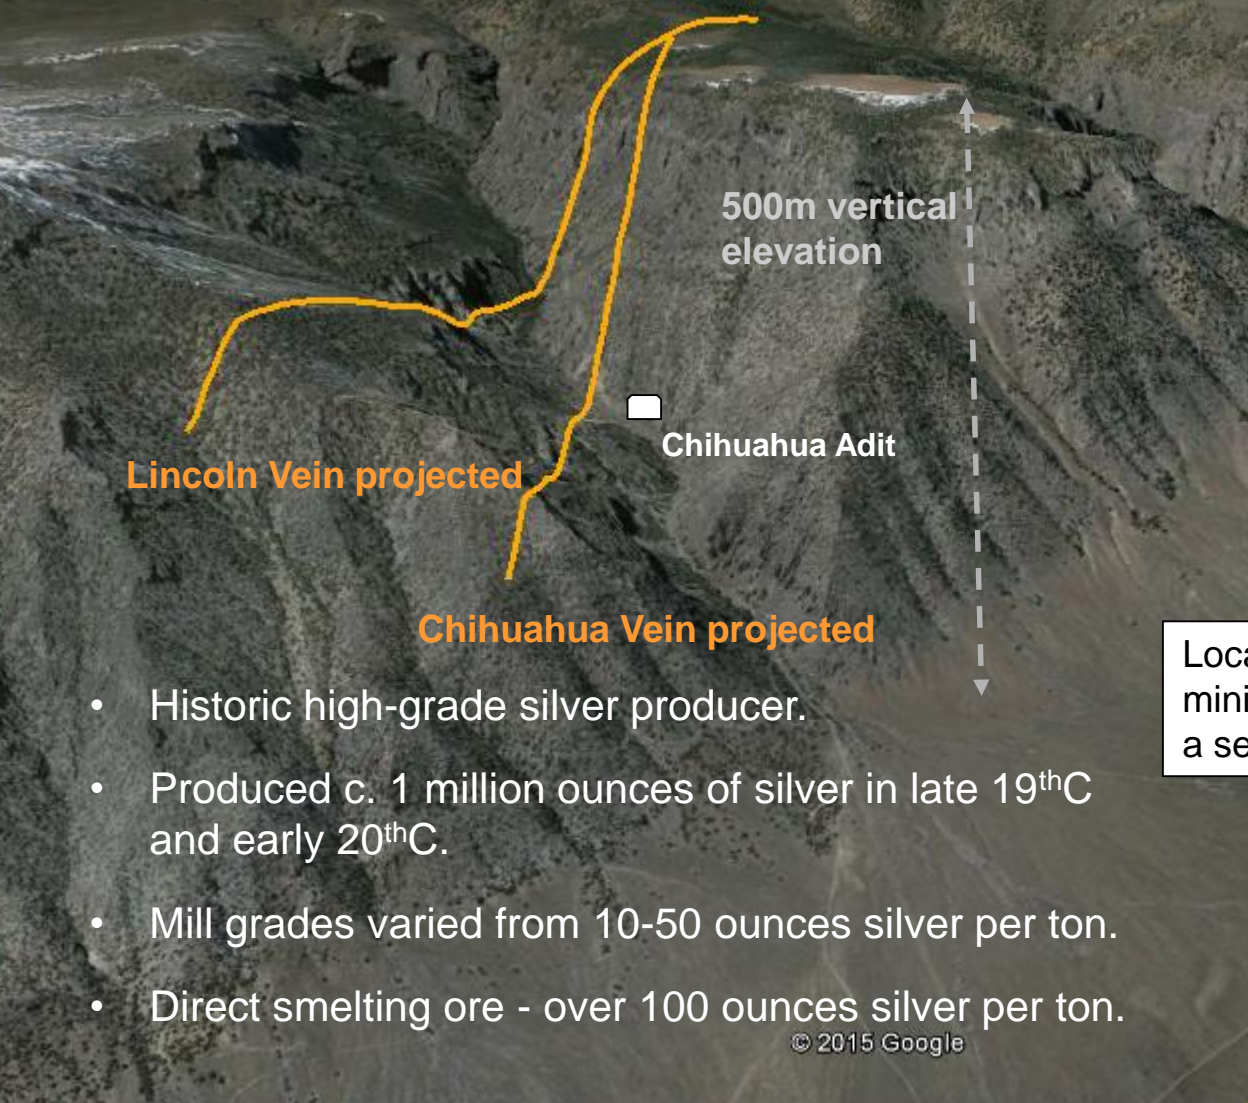 500m vertical
elevation
Chihuahua Adit
Lincoln Vein projected
Chihuahua Vein projected
• Historic high-grade silver producer.
• Produced c. 1 million ounces of silver in late 19thC
and early 20thC.
• Mill grades varied from 10-50 ounces silver per ton.
• Direct smelting ore - over 100 ounces silver per ton.
a
© 2015 Google